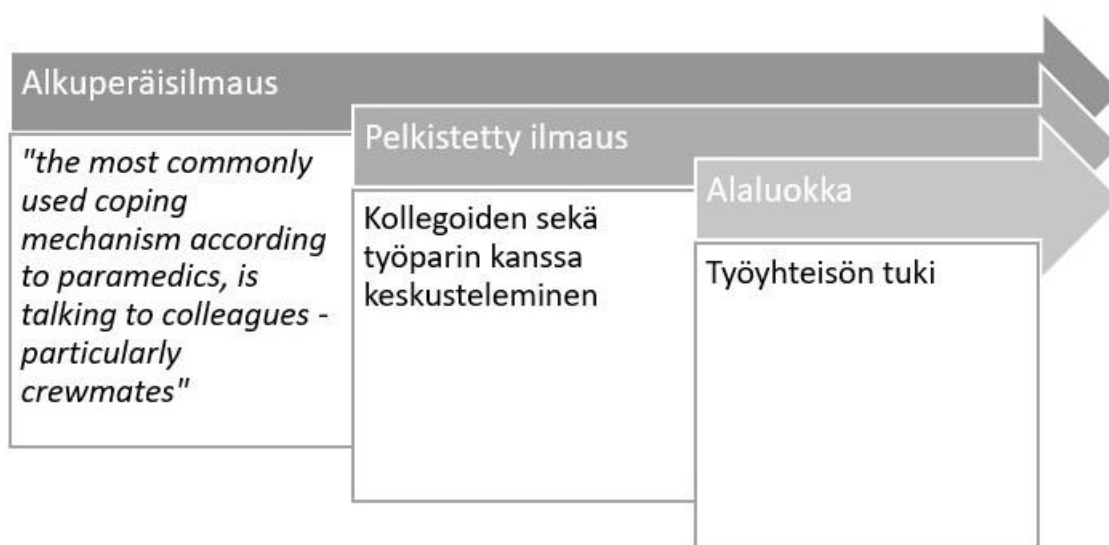 Alkuperäisilmaus
"the most commonly
used coping
mechanism according
to paramedics, is
talking to colleagues -
particularly
crewmates"
Pelkistetty ilmaus
Kollegoiden sekä
työparin kanssa
keskusteleminen
Alaluokka
Työyhteisön tuki